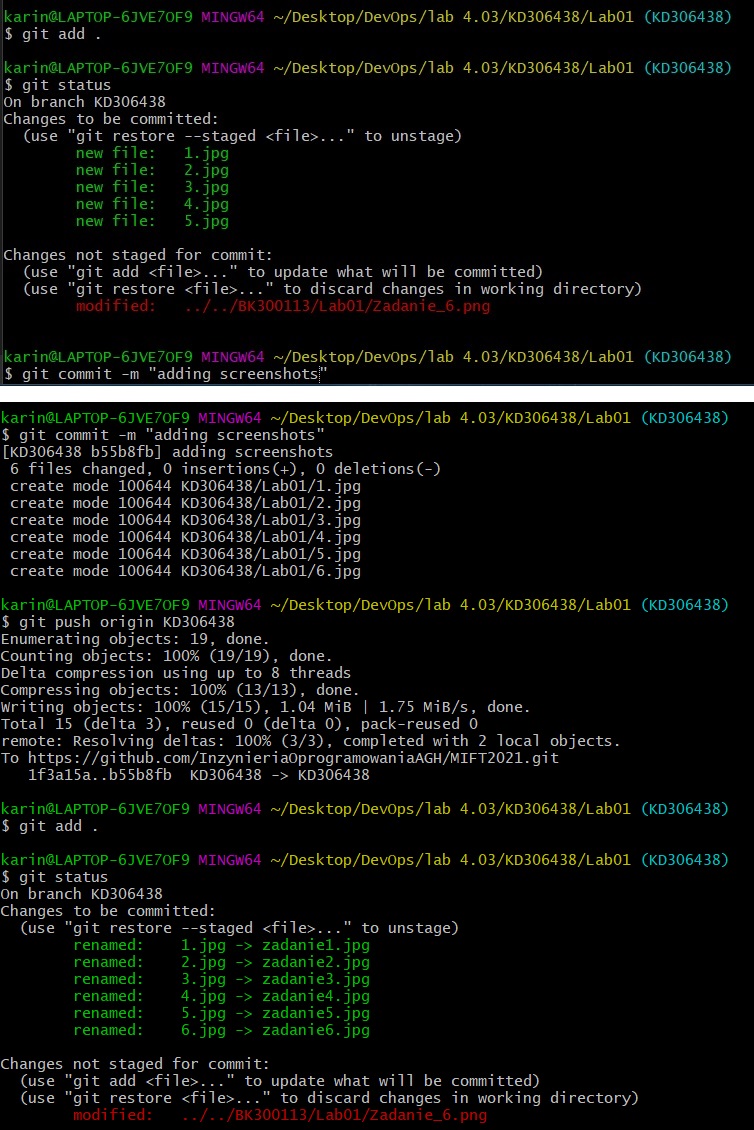 karin@LAPTOP-6JVE7OF9 MINGW64 ~/Desktop/DevOps/lab 4.03/KD306438/Lab01 (KD306438)
$ git add .
karin@LAPTOP-6JVE7OF9 MINGW64 ~/Desktop/DevOps/lab 4.03/KD306438/Lab01 (KD306438)
$ git status
On branch KD306438
Changes to be committed:
  (use "git restore --staged <file>..." to unstage)
        new file:   1.jpg
        new file:   2.jpg
        new file:   3.jpg
        new file:   4.jpg
        new file:   5.jpg
Changes not staged for commit:
  (use "git add <file>..." to update what will be committed)
  (use "git restore <file>..." to discard changes in working directory)
        modified:   ../../BK300113/Lab01/Zadanie_6.png
karin@LAPTOP-6JVE7OF9 MINGW64 ~/Desktop/DevOps/lab 4.03/KD306438/Lab01 (KD306438)
$ git commit -m "adding screenshots"
karin@LAPTOP-6JVE7OF9 MINGW64 ~/Desktop/DevOps/lab 4.03/KD306438/Lab01 (KD306438)
$ git commit -m "adding screenshots"
[KD306438 b55b8fb] adding screenshots
 6 files changed, 0 insertions(+), 0 deletions(-)
 create mode 100644 KD306438/Lab01/1.jpg
 create mode 100644 KD306438/Lab01/2.jpg
 create mode 100644 KD306438/Lab01/3.jpg
 create mode 100644 KD306438/Lab01/4.jpg
 create mode 100644 KD306438/Lab01/5.jpg
 create mode 100644 KD306438/Lab01/6.jpg
karin@LAPTOP-6JVE7OF9 MINGW64 ~/Desktop/DevOps/lab 4.03/KD306438/Lab01 (KD306438)
$ git push origin KD306438
Enumerating objects: 19, done.
Counting objects: 100% (19/19), done.
Delta compression using up to 8 threads
Compressing objects: 100% (13/13), done.
Writing objects: 100% (15/15), 1.04 MiB | 1.75 MiB/s, done.
Total 15 (delta 3), reused 0 (delta 0), pack-reused 0
remote: Resolving deltas: 100% (3/3), completed with 2 local objects.
To https://github.com/InzynieriaOprogramowaniaAGH/MIFT2021.git
   1f3a15a..b55b8fb  KD306438 -> KD306438
karin@LAPTOP-6JVE7OF9 MINGW64 ~/Desktop/DevOps/lab 4.03/KD306438/Lab01 (KD306438)
$ git add .
karin@LAPTOP-6JVE7OF9 MINGW64 ~/Desktop/DevOps/lab 4.03/KD306438/Lab01 (KD306438)
$ git status
On branch KD306438
Changes to be committed:
  (use "git restore --staged <file>..." to unstage)
        renamed:    1.jpg -> zadanie1.jpg
        renamed:    2.jpg -> zadanie2.jpg
        renamed:    3.jpg -> zadanie3.jpg
        renamed:    4.jpg -> zadanie4.jpg
        renamed:    5.jpg -> zadanie5.jpg
        renamed:    6.jpg -> zadanie6.jpg
Changes not staged for commit:
  (use "git add <file>..." to update what will be committed)
  (use "git restore <file>..." to discard changes in working directory)
        modified:   ../../BK300113/Lab01/Zadanie_6.png